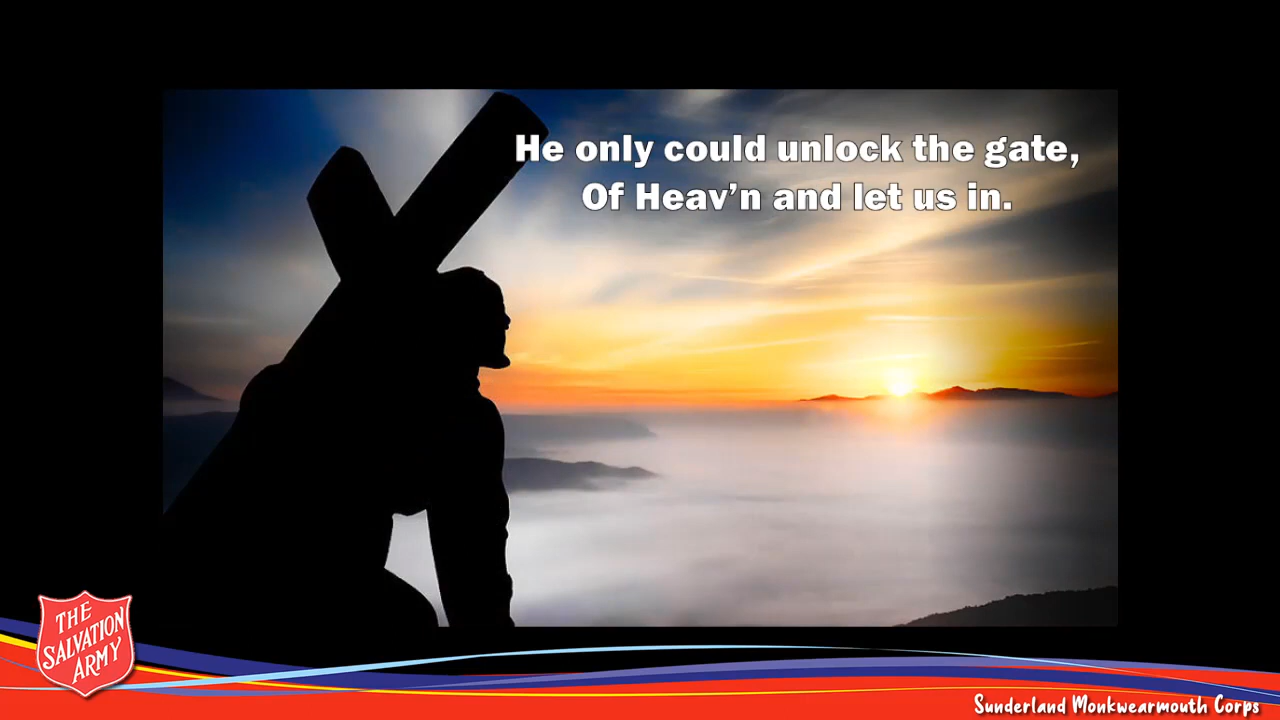 He only could unlock the gate,
Of Heav’n and let us in.
THE
SALVATION
ARMY
Sunderland Monkwearmouth Corps